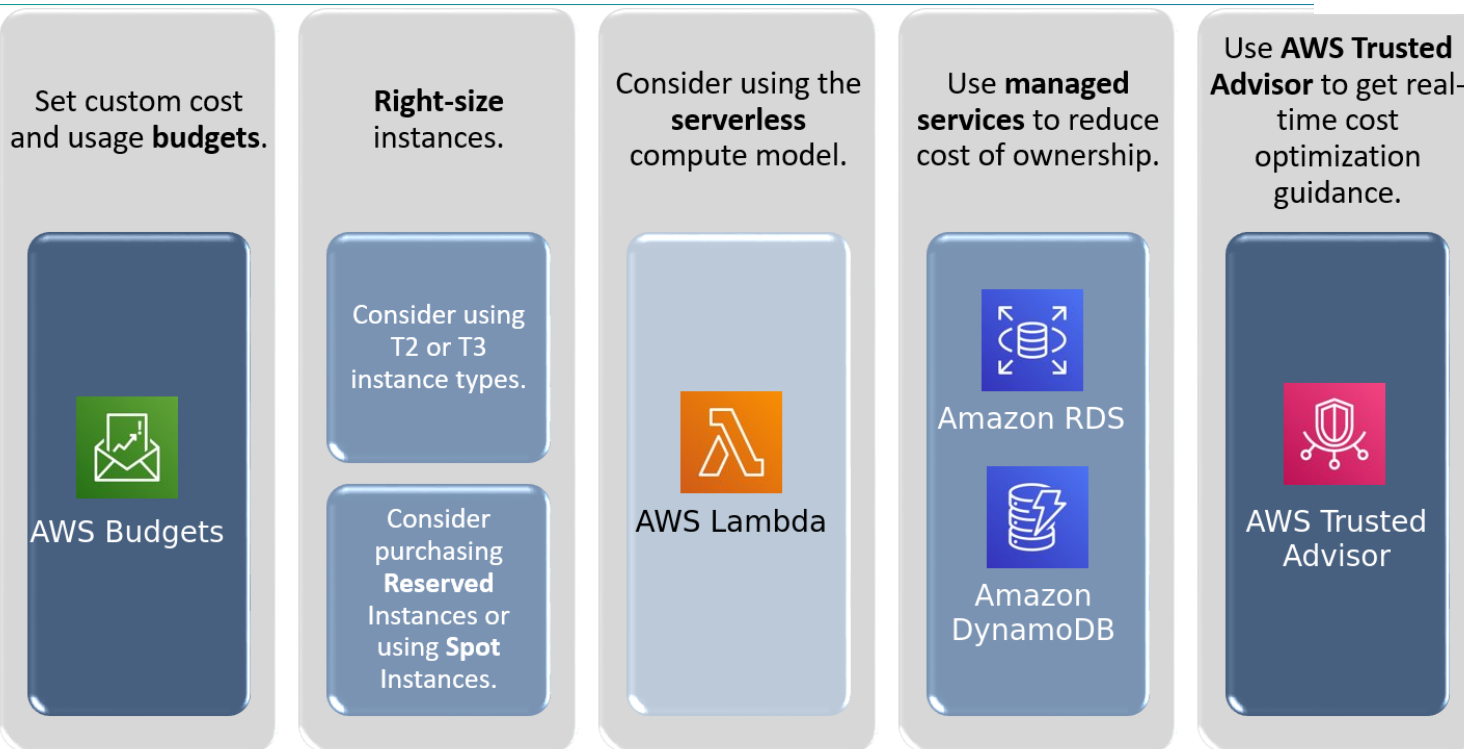 Set custom cost
and usage budgets.
AWS Budgets
Right-size
instances.
Consider using
T2 or T3
instance types.
Consider
purchasing
Reserved
Instances or
using Spot
Instances.
Consider using the
serverless
compute model.
AWS Lambda
Use managed
services to reduce
cost of ownership.
Amazon RDS
Amazon
DynamoDB
Use AWS Trusted
Advisor to get real-
time cost
optimization
guidance.
AWS Trusted
Advisor